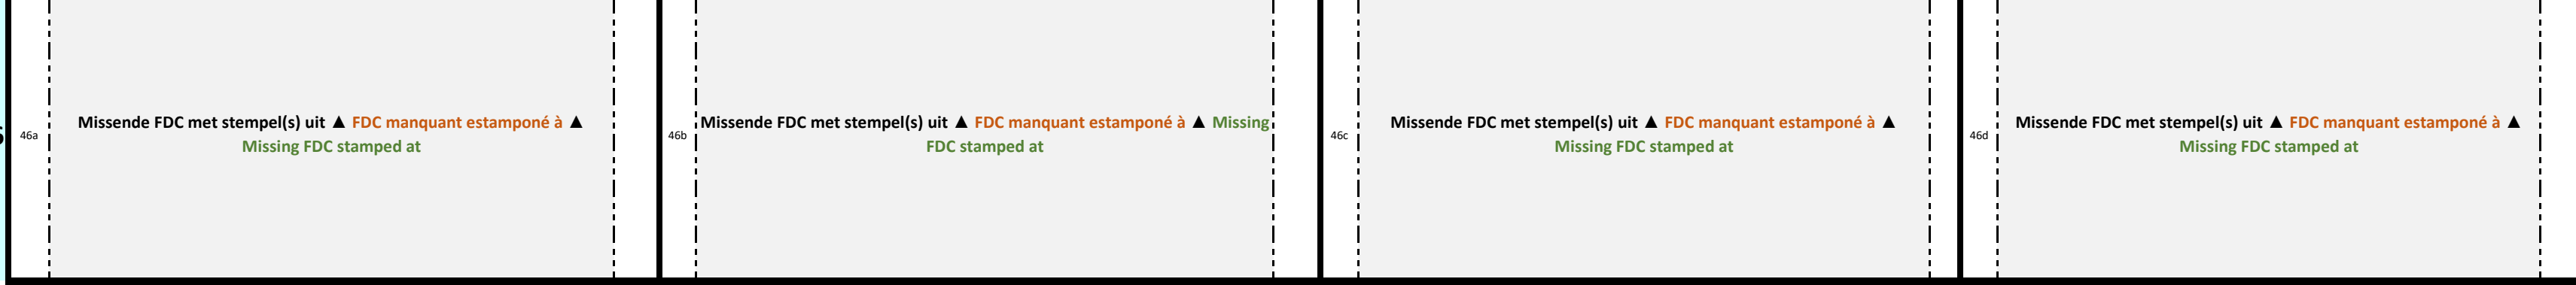 46a
Missende FDC met stempel(s) uit ▲ FDC manquant estamponé à ▲
Missing FDC stamped at
46b
Missende FDC met stempel(s) uit ▲ FDC manquant estamponé à ▲ Missing
FDC stamped at
46c
Missende FDC met stempel(s) uit ▲ FDC manquant estamponé à ▲
Missing FDC stamped at
46d
Missende FDC met stempel(s) uit ▲ FDC manquant estamponé à ▲
Missing FDC stamped at